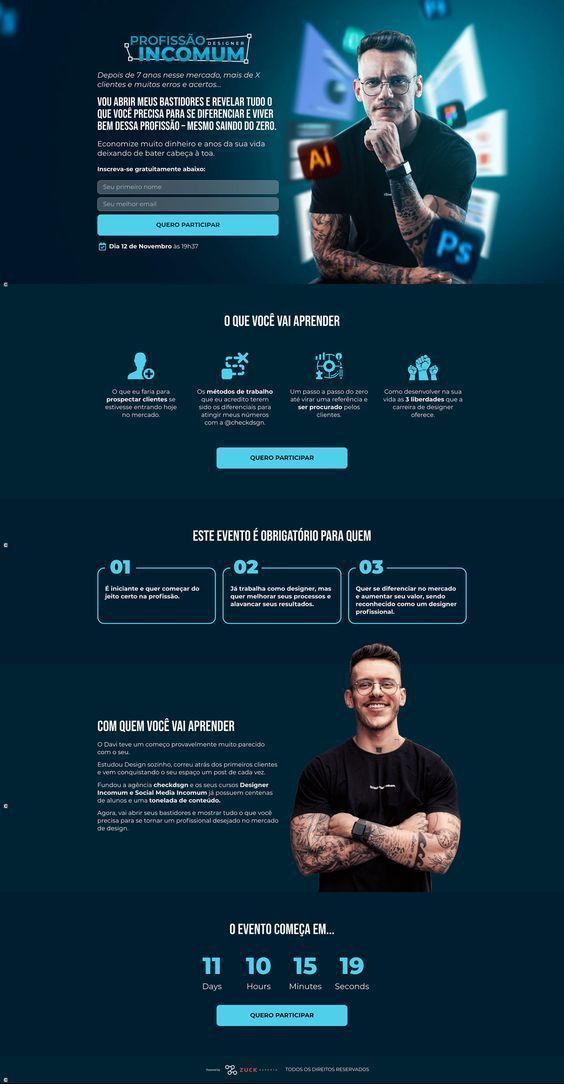 PROFISSÃO
DESIGNER
INCOMUM
Depois de 7 anos nesse mercado, mais de X
clientes e muitos erros e acertos...
VOU ABRIR MEUS BASTIDORES E REVELAR TUDO O
QUE VOCÊ PRECISA PARA SE DIFERENCIAR E VIVER
BEM DESSA PROFISSÃO – MESMO SAINDO DO ZERO.
Economize muito dinheiro e anos da sua vida
deixando de bater cabeça à toa.
Inscreva-se gratuitamente abaixo:
Seu primeiro nome
Seu melhor email
QUERO PARTICIPAR
Dia 12 de Novembro às 19h37
Ai
Ps
O QUE VOCÊ VAI APRENDER
O que eu faria para
prospectar clientes se
estivesse entrando hoje
no mercado.
Os métodos de trabalho
que eu acredito terem
sido os diferenciais para
atingir meus números
com a @checkdsgn.
Um passo a passo do zero
até virar uma referência e
ser procurado pelos
clientes.
Como desenvolver na sua
vida as 3 liberdades que a
carreira de designer
oferece.
QUERO PARTICIPAR
ESTE EVENTO É OBRIGATÓRIO PARA QUEM
01
É iniciante e quer começar do
jeito certo na profissão.
02
Já trabalha como designer, mas
quer melhorar seus processos e
alavancar seus resultados.
03
Quer se diferenciar no mercado
e aumentar seu valor, sendo
reconhecido como um designer
profissional.
COM QUEM VOCÊ VAI APRENDER
O Davi teve um começo provavelmente muito parecido
com o seu.
Estudou Design sozinho, correu atrás dos primeiros clientes
e vem conquistando o seu espaço um post de cada vez.
Fundou a agência checkdsgn e os seus cursos Designer
Incomum e Social Media Incomum já possuem centenas
de alunos e uma tonelada de conteúdo.
Agora, vai abrir seus bastidores e mostrar tudo o que você
precisa para se tornar um profissional desejado no mercado
de design.
O EVENTO COMEÇA EM...
11
10
15
19
Days
Hours
Minutes
Seconds
QUERO PARTICIPAR
Powered by
ZUCK
TODOS OS DIREITOS RESERVADOS